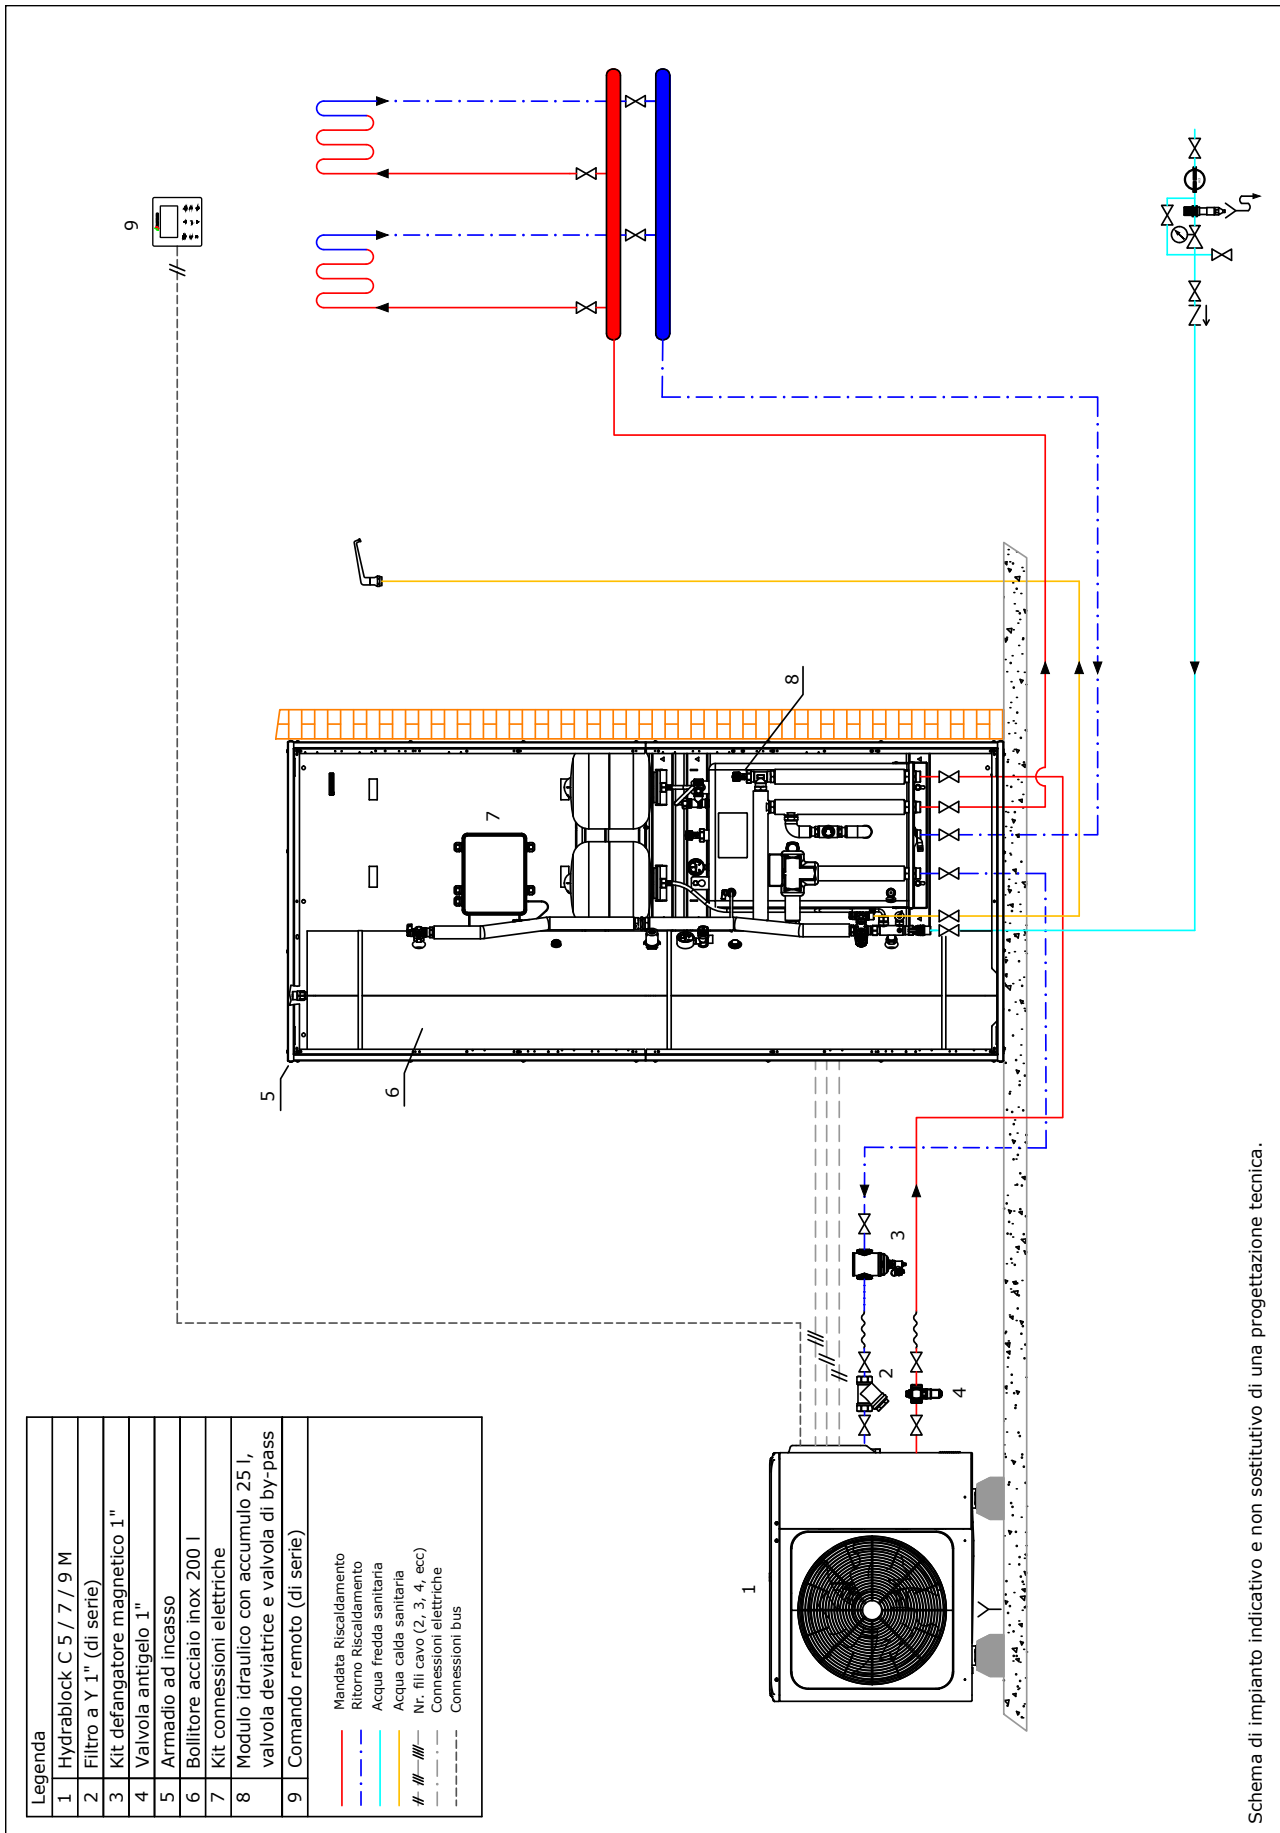 Legenda
1 Hydrablock C 5 / 7 / 9 M
2 Filtro a Y 1" (di serie)
3 Kit defangatore magnetico 1"
4 Valvola antigelo 1"
5 Armadio ad incasso
6 Bollitore acciaio inox 200 l
7 Kit connessioni elettriche
8 Modulo idraulico con accumulo 25 l,
valvola deviatrice e valvola di by-pass
9 Comando remoto (di serie)
Mandata Riscaldamento
Ritorno Riscaldamento
Acqua fredda sanitaria
Acqua calda sanitaria
Nr. fili cavo (2, 3, 4, ecc)
Connessioni elettriche
Connessioni bus
1
2
3
4
5
6
7
8
8
9
Schema di impianto indicativo e non sostitutivo di una progettazione tecnica.